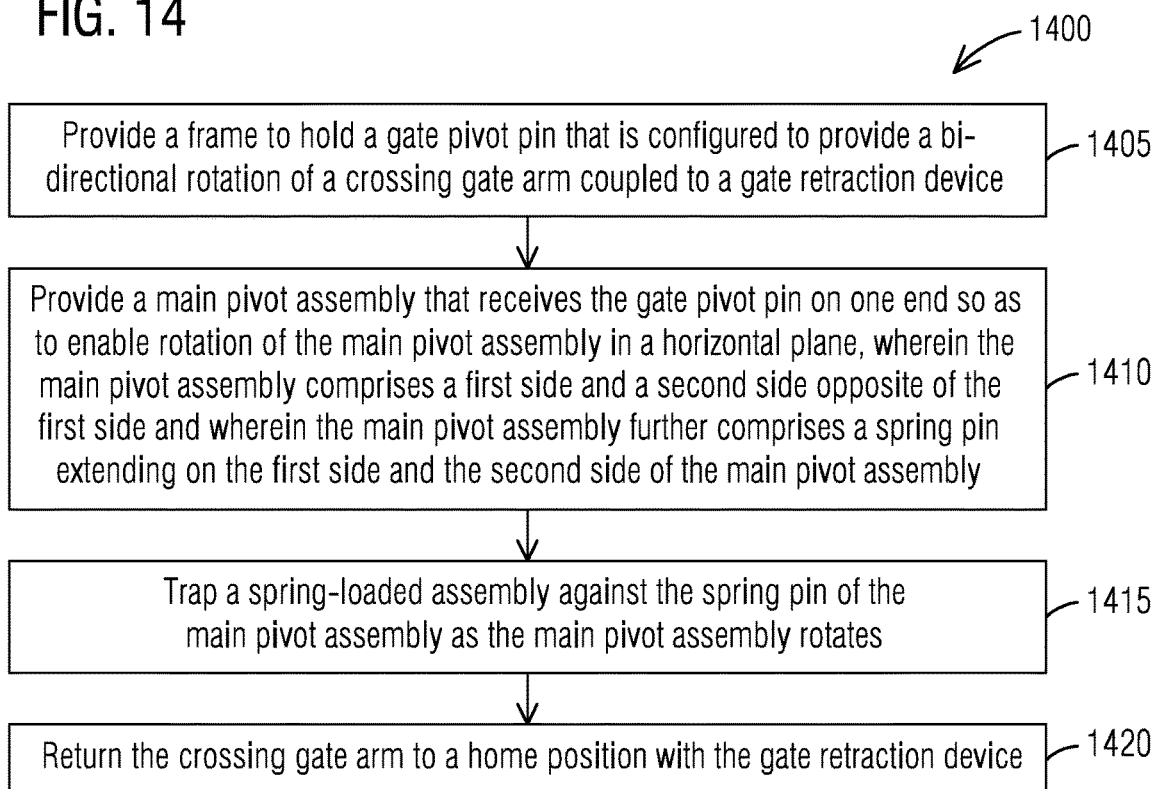 FIG. 14
1400
Provide a frame to hold a gate pivot pin that is configured to provide a bi-
directional rotation of a crossing gate arm coupled to a gate retraction device
1405
Provide a main pivot assembly that receives the gate pivot pin on one end so as
to enable rotation of the main pivot assembly in a horizontal plane, wherein the
main pivot assembly comprises a first side and a second side opposite of the
first side and wherein the main pivot assembly further comprises a spring pin
extending on the first side and the second side of the main pivot assembly
1410
Trap a spring-loaded assembly against the spring pin of the
main pivot assembly as the main pivot assembly rotates
1415
Return the crossing gate arm to a home position with the gate retraction device
1420